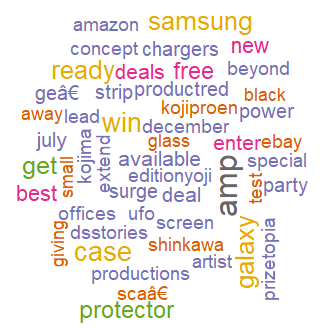 amazon samsung
concept chargers new
ready deals free beyond
geâ€ strip productred
away lead kojiproen black power
july win december
kojima extend glass enter ebay
get small available amp special
best editionyoji test party
surge deal
offices ufo screen galaxy prizetopia
giving dsstories shinkawa
case artist
productions
scaâ€
protector